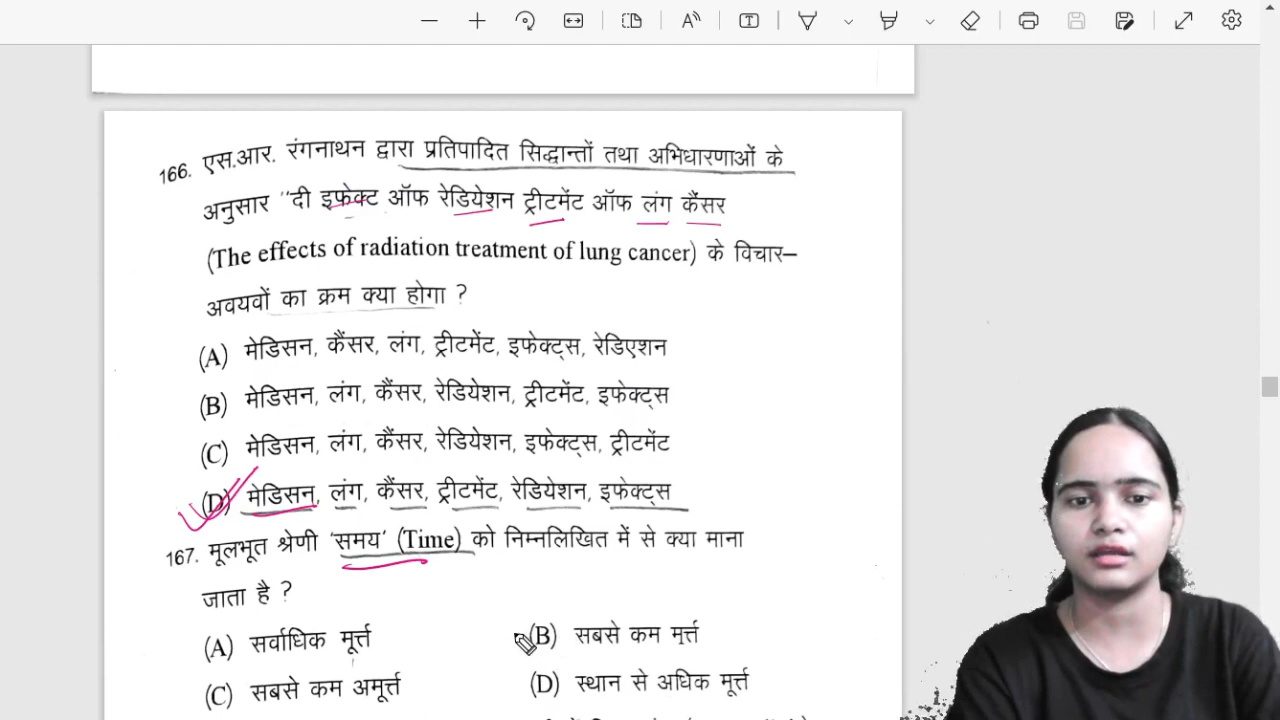 166. एस.आर. रंगनाथन द्वारा प्रतिपादित सिद्धान्तों तथा अभिधारणाओं के
अनुसार "दी इफेक्ट ऑफ रेडियेशन ट्रीटमेंट ऑफ लंग कैंसर
(The effects of radiation treatment of lung cancer) के विचार–
अवयवों का क्रम क्या होगा ?
(A) मेडिसन, कैंसर, लंग, ट्रीटमेंट, इफेक्ट्स, रेडिएशन
(B) मेडिसन, लंग, कैंसर, रेडियेशन, ट्रीटमेंट, इफेक्ट्स
(C) मेडिसन, लंग, कैंसर, रेडियेशन, इफेक्ट्स, ट्रीटमेंट
(D) मेडिसन, लंग, कैंसर, ट्रीटमेंट, रेडियेशन, इफेक्ट्स
167. मूलभूत श्रेणी 'समय' (Time) को निम्नलिखित में से क्या माना
जाता है ?
(A) सर्वाधिक मूर्त्त (B) सबसे कम मूर्त्त
(C) सबसे कम अमूर्त्त (D) स्थान से अधिक मूर्त्त